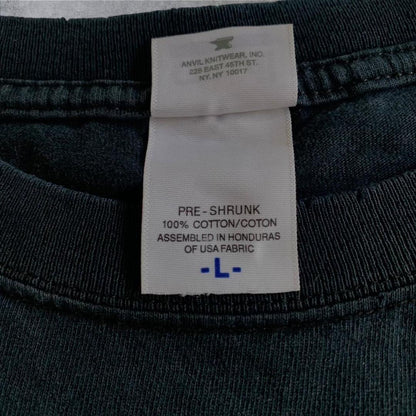 ANVIL KNITWEAR, INC.
228 EAST 45TH ST.
NY, NY 10017
PRE-SHRUNK
100% COTTON/COTON
ASSEMBLED IN HONDURAS
OF USA FABRIC
-L-